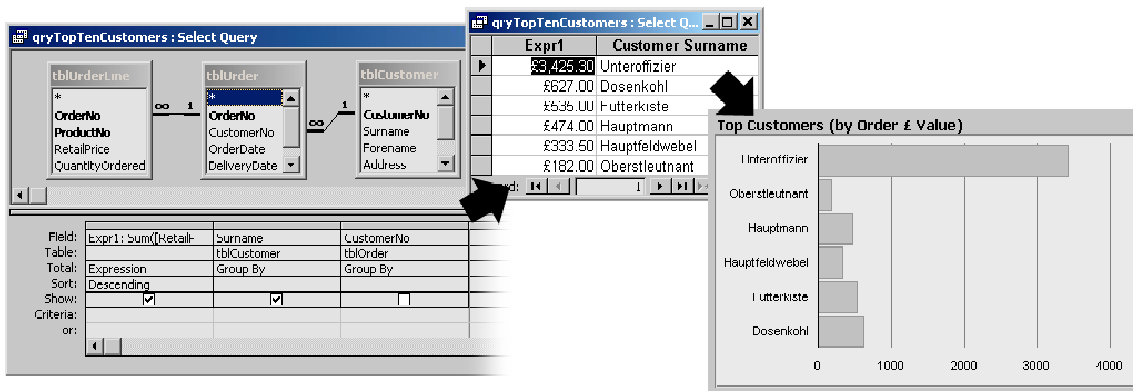 qryTopTenCustomers : Select Query
tblOrderLine
*
OrderNo
ProductNo
RetailPrice
QuantityOrdered
∞ 1
tblOrder
*
OrderNo
CustomerNo
OrderDate
DeliveryDate
∞ 1
tblCustomer
*
CustomerNo
Surname
Forename
Address
Field: Expr1: Sum([RetailP Surname CustomerNo
Table: tblCustomer tblOrder
Total: Expression Group By Group By
Sort: Descending
Show:
Criteria:
or:
qryTopTenCustomers : Select Q...
Expr1 Customer Surname
£3,425.30 Unteroffizier
£627.00 Dosenkohl
£535.00 Futterkiste
£474.00 Hauptmann
£333.50 Hauptfeldwebel
£182.00 Oberstleutnant
1
Top Customers (by Order £ Value)
Unteroffizier
Oberstleutnant
Hauptmann
Hauptfeldwebel
Futterkiste
Dosenkohl
0 1000 2000 3000 4000